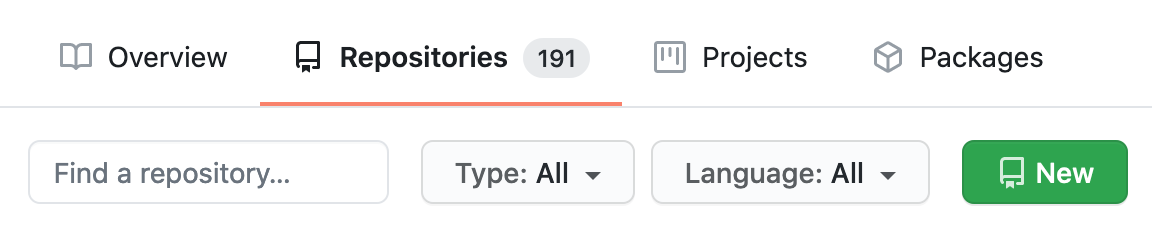 Overview Repositories 191 Projects Packages
Find a repository... Type: All Language: All New